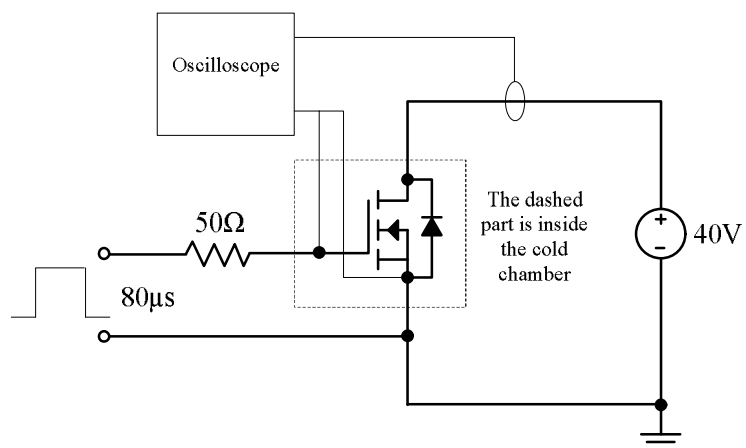 Oscilloscope
50Ω
80μs
The dashed
part is inside
the cold
chamber
+
-
40V